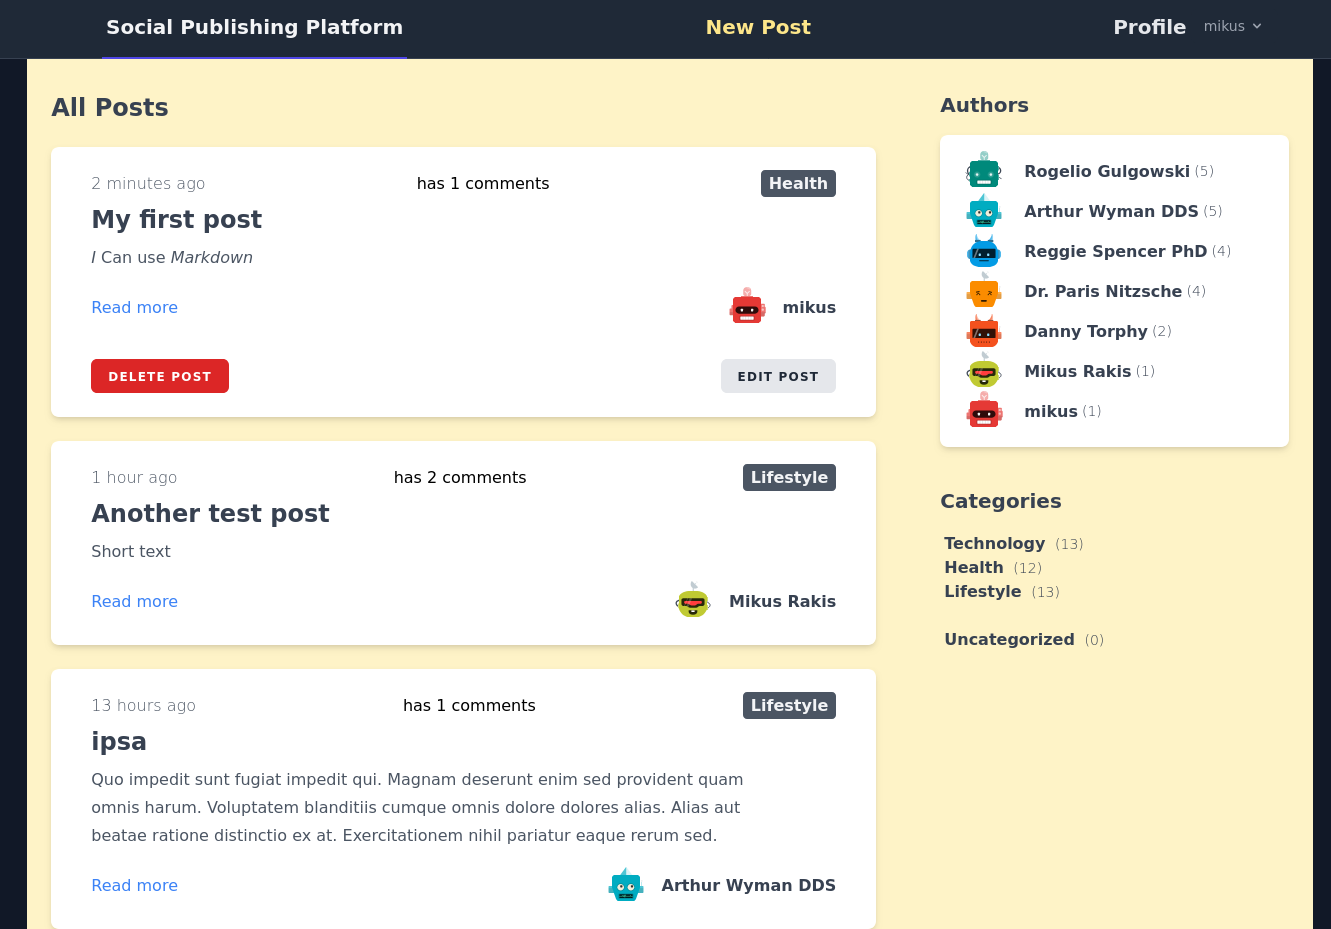 Social Publishing Platform
New Post
Profile
mikus
All Posts
2 minutes ago
has 1 comments
Health
My first post
I Can use Markdown
Read more
mikus
DELETE POST
EDIT POST
1 hour ago
has 2 comments
Lifestyle
Another test post
Short text
Read more
Mikus Rakis
13 hours ago
has 1 comments
Lifestyle
ipsa
Quo impedit sunt fugiat impedit qui. Magnam deserunt enim sed provident quam
omnis harum. Voluptatem blanditiis cumque omnis dolore dolores alias. Alias aut
beatae ratione distinctio ex at. Exercitationem nihil pariatur eaque rerum sed.
Read more
Arthur Wyman DDS
Authors
Rogelio Gulgowski (5)
Arthur Wyman DDS (5)
Reggie Spencer PhD (4)
Dr. Paris Nitzsche (4)
Danny Torphy (2)
Mikus Rakis (1)
mikus (1)
Categories
Technology (13)
Health (12)
Lifestyle (13)
Uncategorized (0)